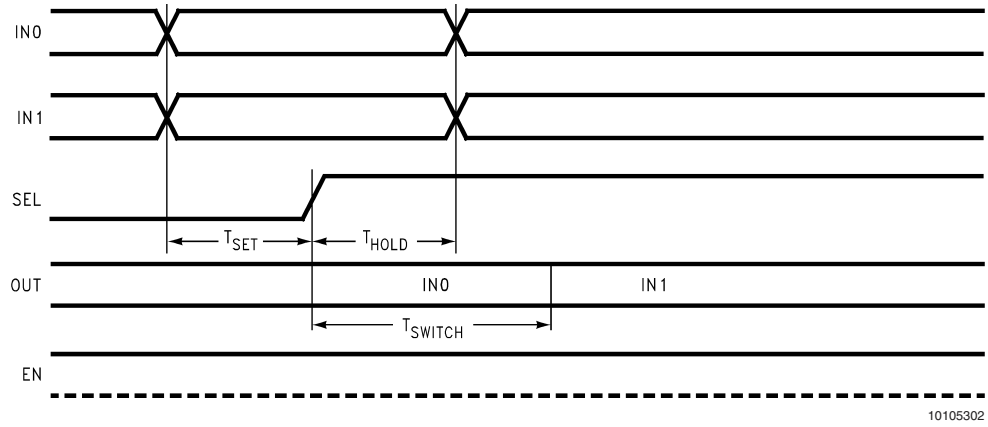 IN0
IN1
SEL
TSET THOLD
OUT IN0 IN1
TSWITCH
EN
10105302